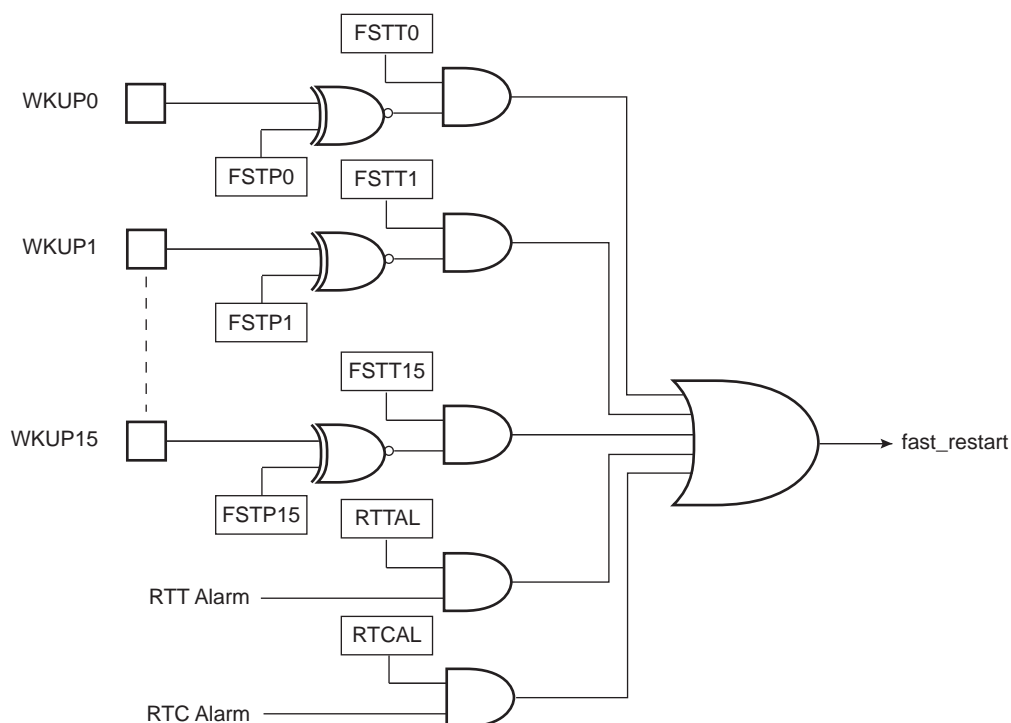 FSTT0
WKUP0
FSTP0
FSTT1
WKUP1
FSTP1
FSTT15
WKUP15
fast_restart
FSTP15
RTTAL
RTT Alarm
RTCAL
RTC Alarm